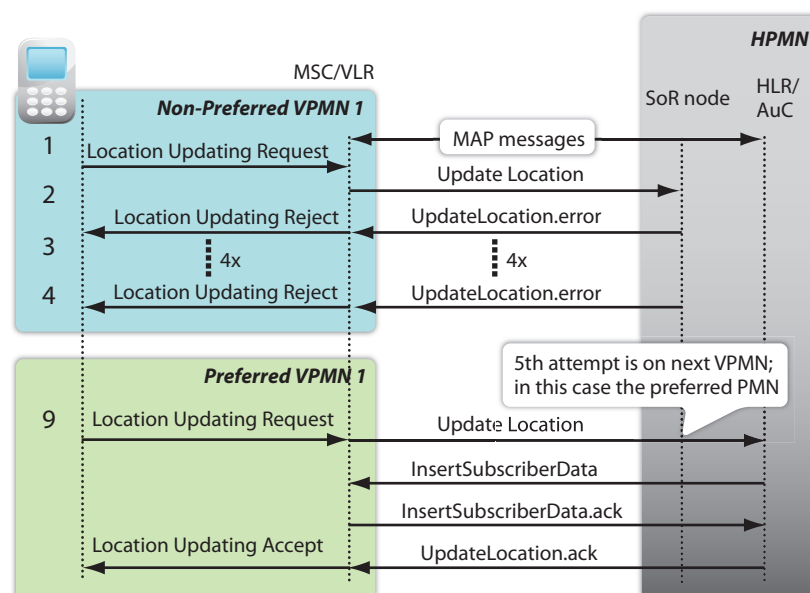 HPMN
MSC/VLR
SoR node
HLR/
AuC
Non-Preferred VPMN 1
1
MAP messages
Location Updating Request
Update Location
2
Location Updating Reject
UpdateLocation.error
3
4x
4x
4
Location Updating Reject
UpdateLocation.error
5th attempt is on next VPMN;
in this case the preferred PMN
Preferred VPMN 1
9
Location Updating Request
Update Location
InsertSubscriberData
InsertSubscriberData.ack
Location Updating Accept
UpdateLocation.ack